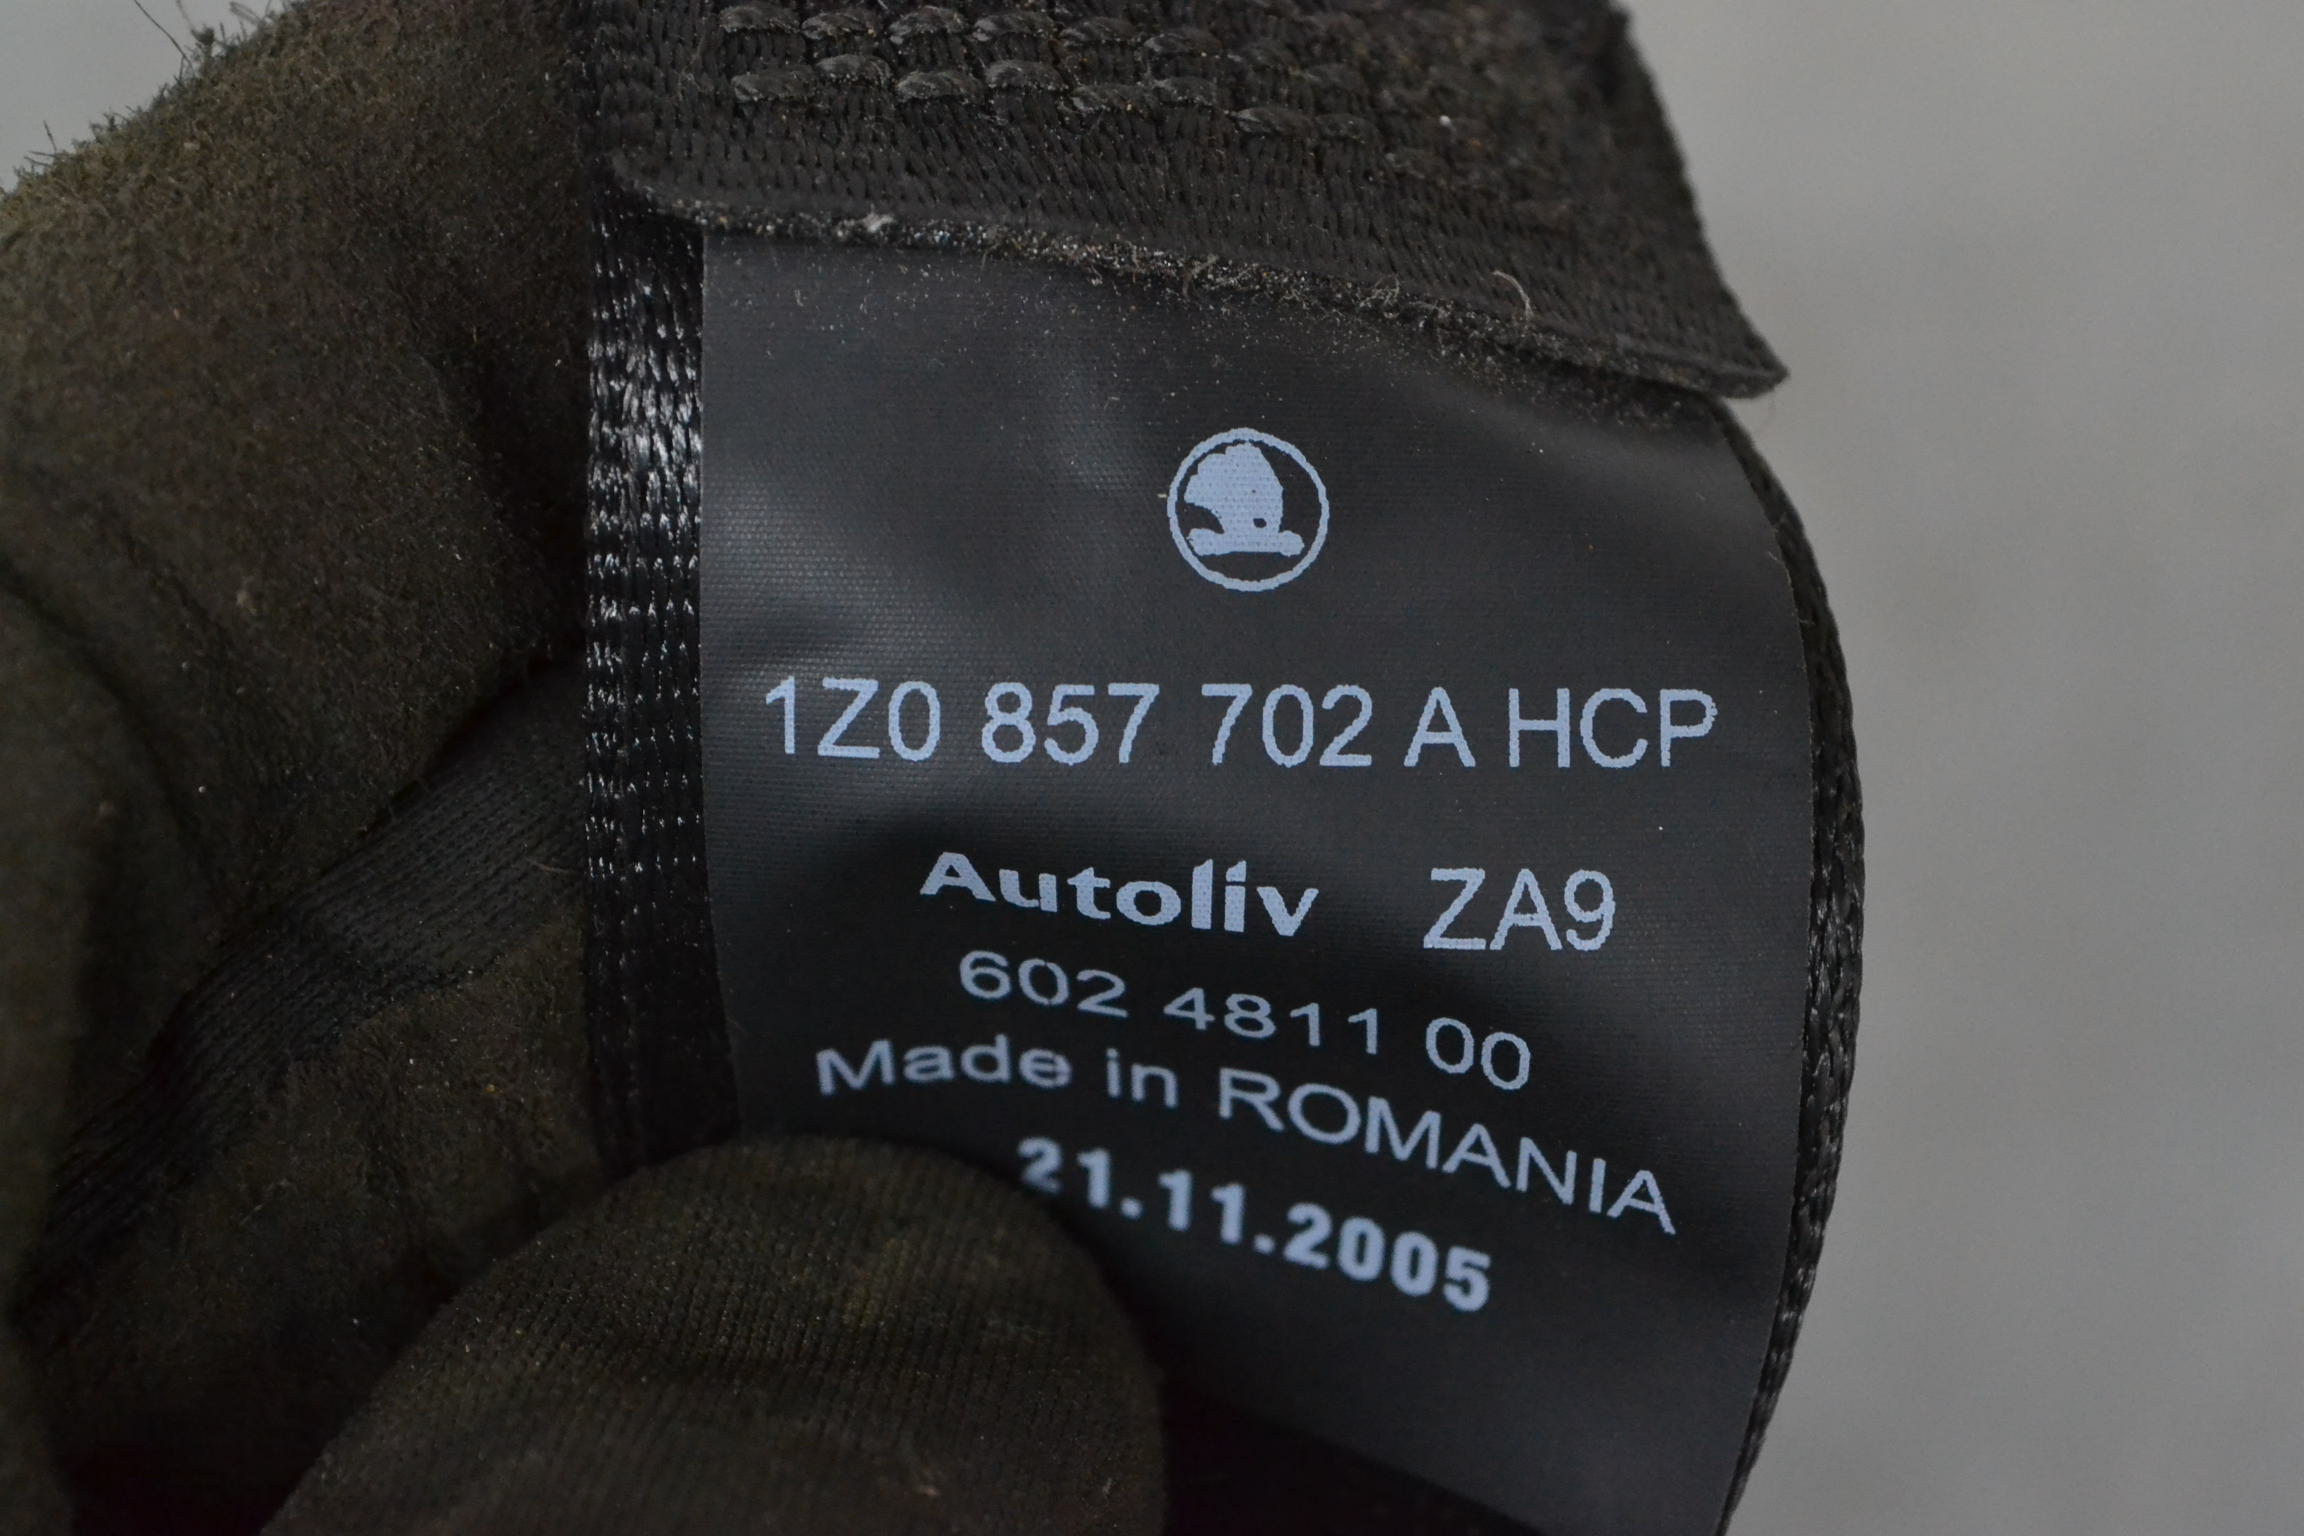 1Z0 857 702 A HCP
Autoliv ZA9
602 4811 00
Made in ROMANIA
21.11.2005